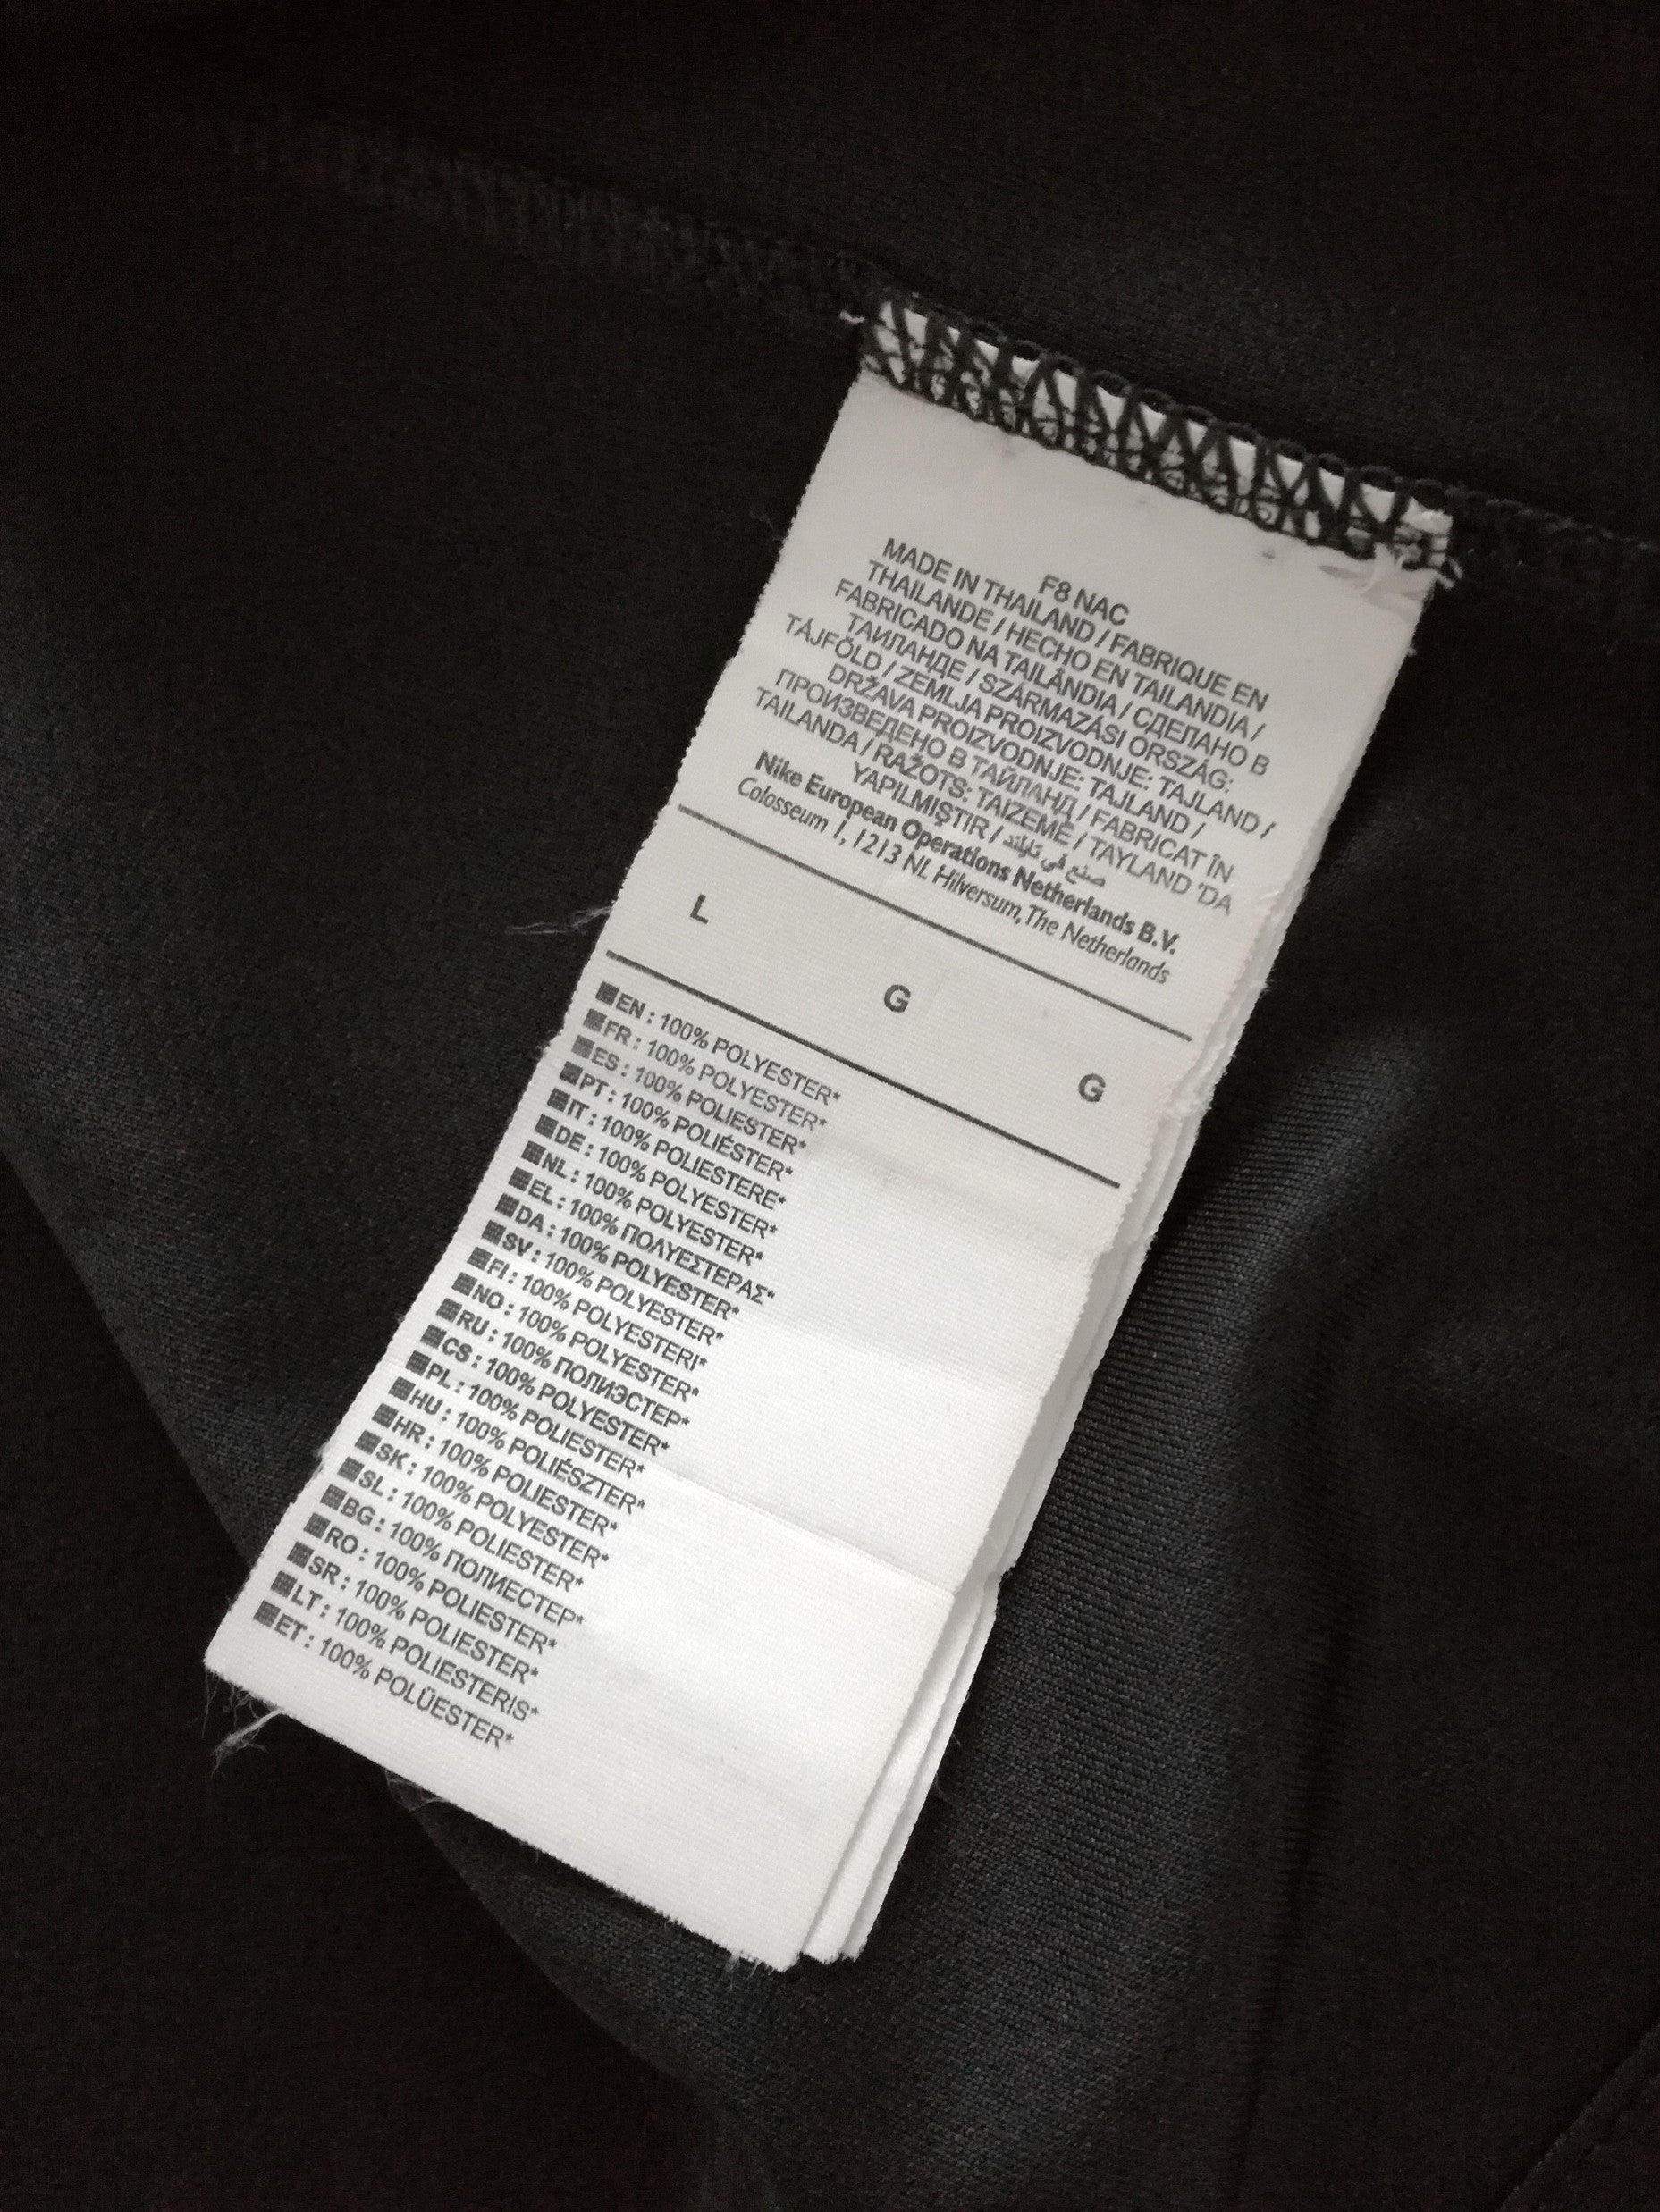 F8 NAC
MADE IN THAILAND / FABRIQUE EN
THAILANDE / HECHO EN TAILANDIA /
FABRICADO NA TAILÂNDIA / СДЕЛАНО В
ТАИЛАНДЕ / SZÁRMAZÁSI ORSZÁG:
TÁJFÖLD / ZEMLJA PROIZVODNJE: TAJLAND /
DRŽAVA PROIZVODNJE: TAJLAND /
ПРОИЗВЕДЕНО В ТАЙЛАНД / FABRICAT ÎN
TAILANDA / RAŽOTS: TAIZEMĒ / TAYLAND 'DA
YAPILMIŞTIR / صنع في تايلند
Nike European Operations Netherlands B.V.
Colosseum 1, 1213 NL Hilversum, The Netherlands
L G G
EN : 100% POLYESTER*
FR : 100% POLYESTER*
ES : 100% POLIESTER*
PT : 100% POLIÉSTER*
IT : 100% POLIESTERE*
DE : 100% POLYESTER*
NL : 100% POLYESTER*
EL : 100% ΠΟΛΥΕΣΤΕΡΑΣ*
DA : 100% POLYESTER*
SV : 100% POLYESTER*
FI : 100% POLYESTERI*
NO : 100% POLYESTER*
RU : 100% ПОЛИЭСТЕР*
CS : 100% POLYESTER*
PL : 100% POLIESTER*
HU : 100% POLIÉSZTER*
HR : 100% POLIESTER*
SK : 100% POLYESTER*
SL : 100% POLIESTER*
BG : 100% ПОЛИЕСТЕР*
RO : 100% POLIESTER*
SR : 100% POLIESTER*
LT : 100% POLIESTERIS*
ET : 100% POLÜESTER*